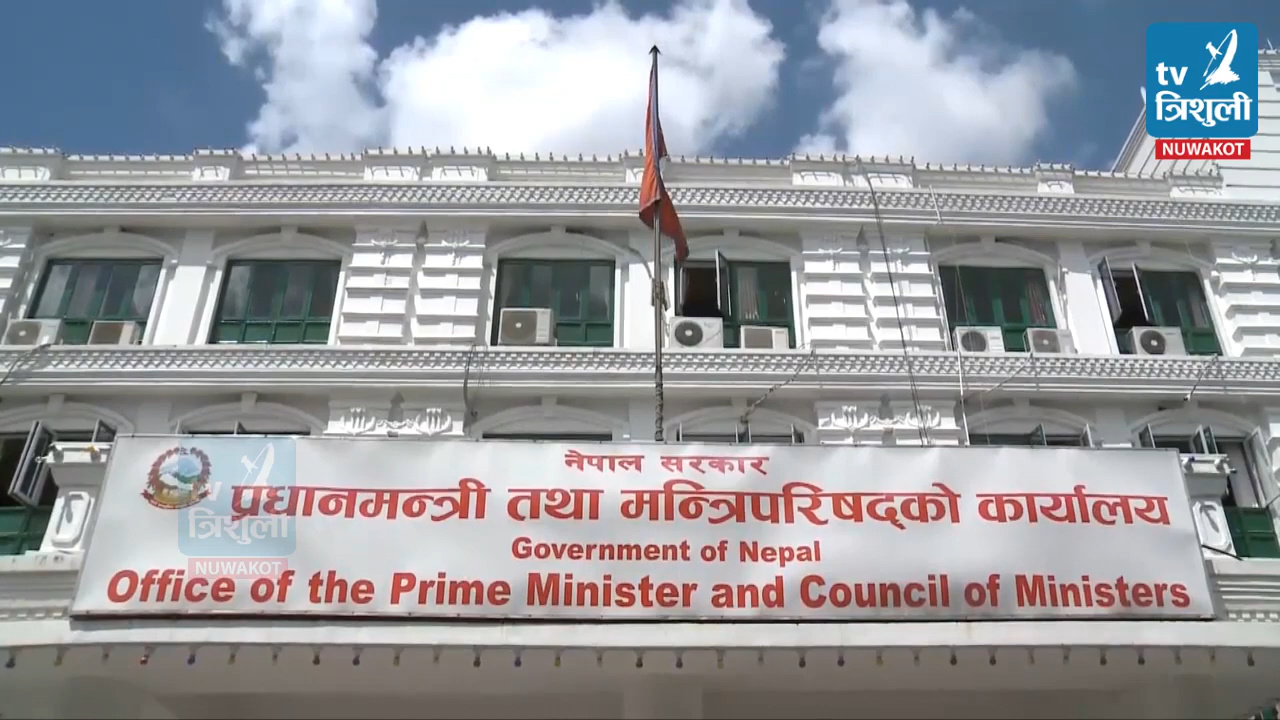 tv
त्रिशुली
NUWAKOT
नेपाल सरकार
प्रधानमन्त्री तथा मन्त्रिपरिषद्को कार्यालय
Government of Nepal
Office of the Prime Minister and Council of Ministers
त्रिशुली
NUWAKOT